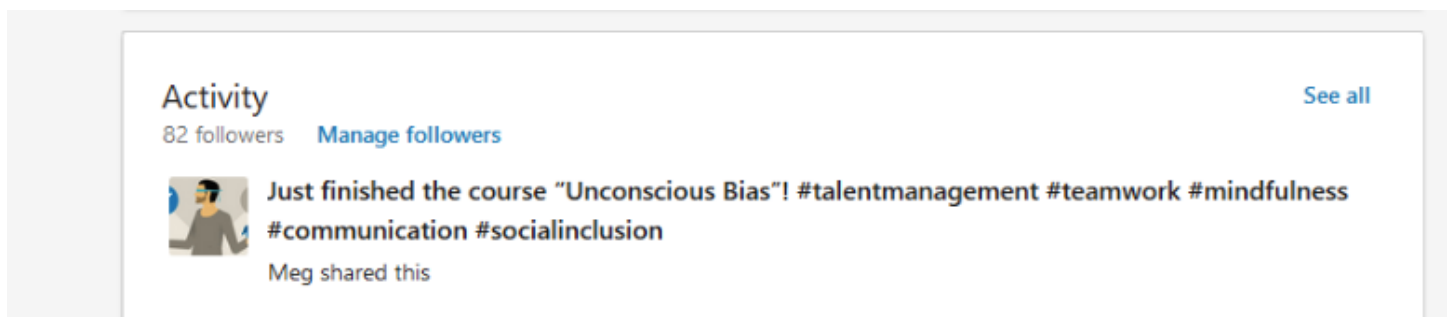 Activity
See all
82 followers Manage followers
Just finished the course "Unconscious Bias"! #talentmanagement #teamwork #mindfulness
#communication #socialinclusion
Meg shared this